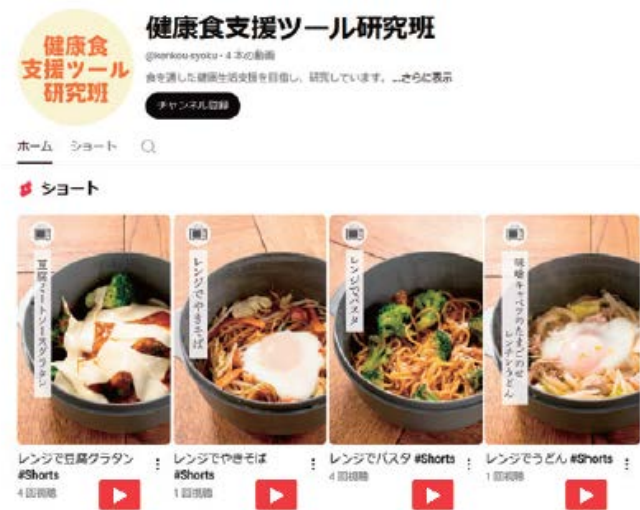 健康食
支援ツール
研究班
健康食支援ツール研究班
@kenkou-syoku・4 本の動画
食を通した健康生活支援を目指し、研究しています。 ...さらに表示
チャンネル登録
ホーム ショート
ショート
豆腐ミートソースグラタン
レンジでやきそば
レンジでパスタ
味噌キャベツのたまごのせ
レンチンうどん
レンジで豆腐グラタン
#Shorts
4 回視聴
レンジでやきそば
#Shorts
1 回視聴
レンジでパスタ #Shorts
4 回視聴
レンジでうどん #Shorts
1 回視聴